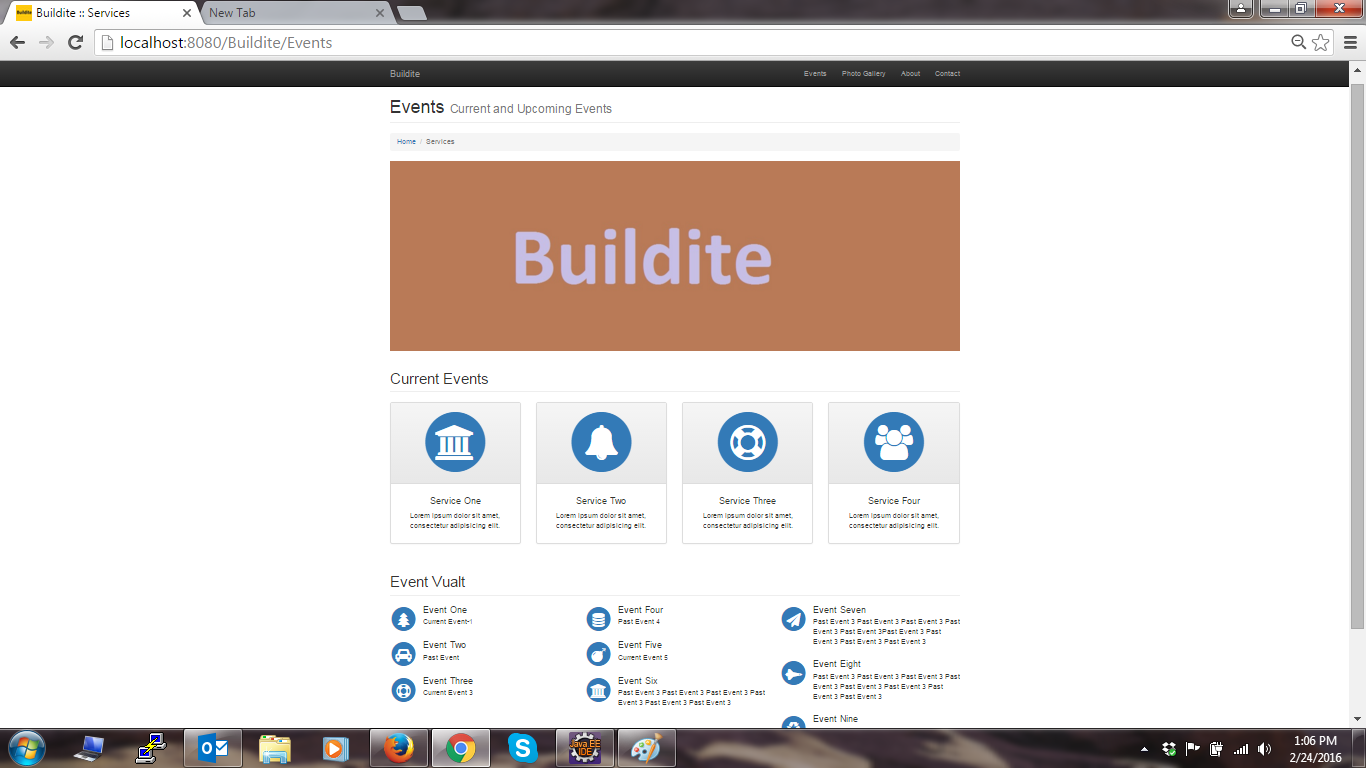 Buildite :: Services
New Tab
localhost:8080/Buildite/Events
Buildite Events Photo Gallery About Contact
Events Current and Upcoming Events
Home / Services
Buildite
Current Events
Service One
Lorem ipsum dolor sit amet,
consectetur adipisicing elit.
Service Two
Lorem ipsum dolor sit amet,
consectetur adipisicing elit.
Service Three
Lorem ipsum dolor sit amet,
consectetur adipisicing elit.
Service Four
Lorem ipsum dolor sit amet,
consectetur adipisicing elit.
Event Vualt
Event One
Current Event-1
Event Two
Past Event
Event Three
Current Event 3
Event Four
Past Event 4
Event Five
Current Event 5
Event Six
Past Event 3 Past Event 3 Past Event 3 Past
Event 3 Past Event 3 Past Event 3
Event Seven
Past Event 3 Past Event 3 Past Event 3 Past
Event 3 Past Event 3Past Event 3 Past
Event 3 Past Event 3 Past Event 3
Event Eight
Past Event 3 Past Event 3 Past Event 3 Past
Event 3 Past Event 3 Past Event 3 Past
Event 3 Past Event 3
Event Nine
Java EE
IDE
1:06 PM
2/24/2016